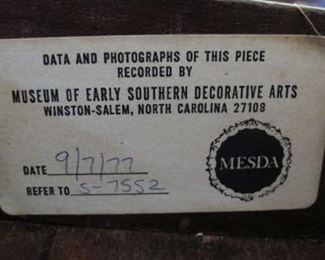 DATA AND PHOTOGRAPHS OF THIS PIECE
RECORDED BY
MUSEUM OF EARLY SOUTHERN DECORATIVE ARTS
WINSTON-SALEM, NORTH CAROLINA 27108
DATE 9/7/77
REFER TO S-7552
MESDA